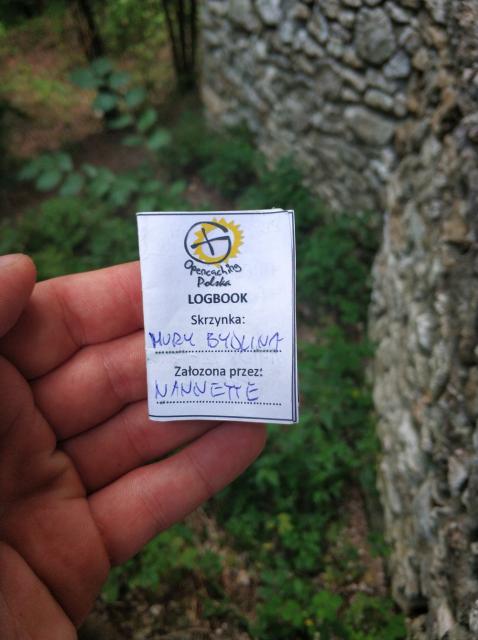 Opencaching
Polska
LOGBOOK
Skrzynka:
MURY BYDLINA
Założona przez:
NANNETTE